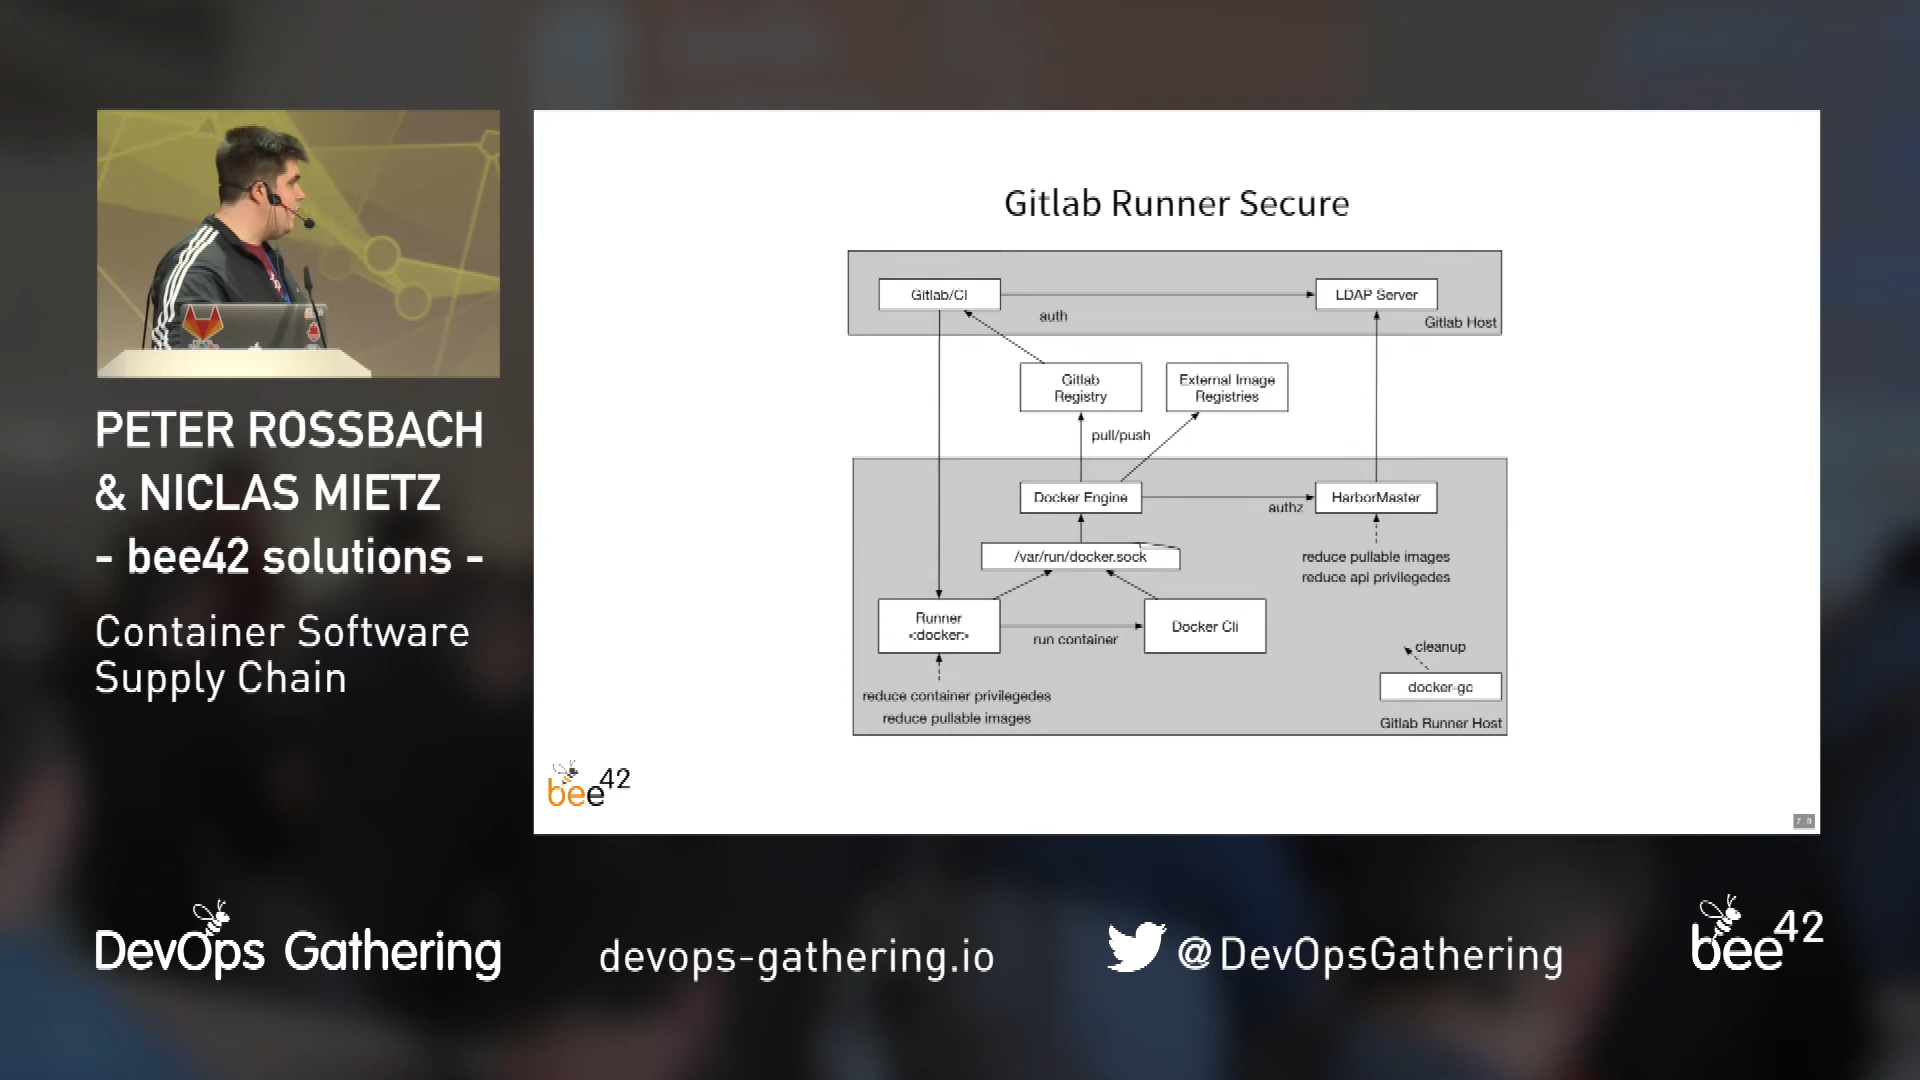 PETER ROSSBACH
& NICLAS MIETZ
- bee42 solutions -
Container Software
Supply Chain
Gitlab Runner Secure
Gitlab/CI
LDAP Server
auth
Gitlab Host
Gitlab
Registry
External Image
Registries
pull/push
Docker Engine
HarborMaster
authz
/var/run/docker.sock
reduce pullable images
reduce api privilegedes
Runner
<:docker:>
run container
Docker Cli
cleanup
docker-gc
reduce container privilegedes
reduce pullable images
Gitlab Runner Host
bee42
DevOps Gathering
devops-gathering.io
@DevOpsGathering
bee42